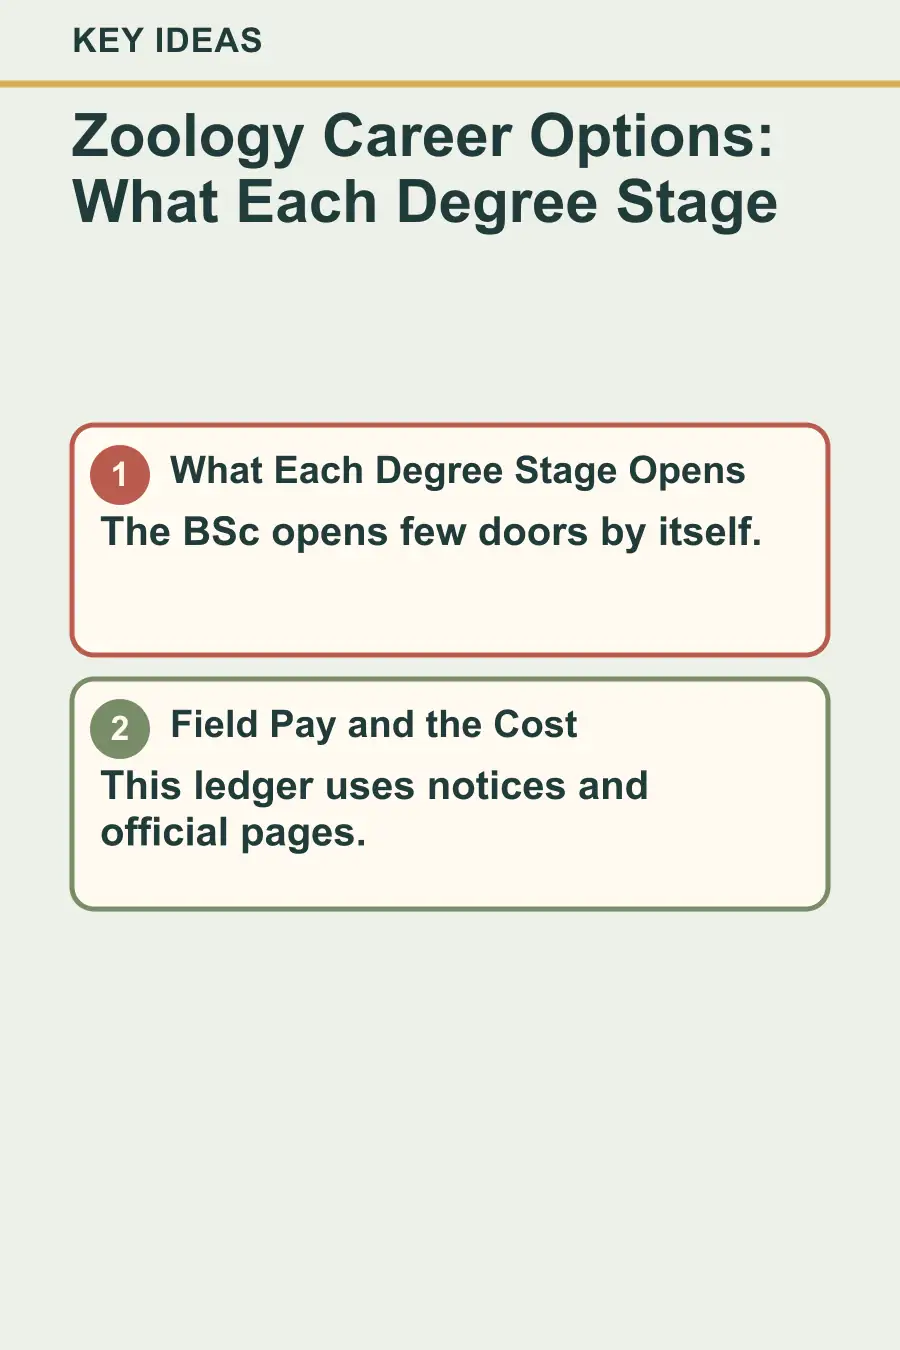 KEY IDEAS
Zoology Career Options:
What Each Degree Stage
1 What Each Degree Stage Opens
The BSc opens few doors by itself.
2 Field Pay and the Cost
This ledger uses notices and
official pages.